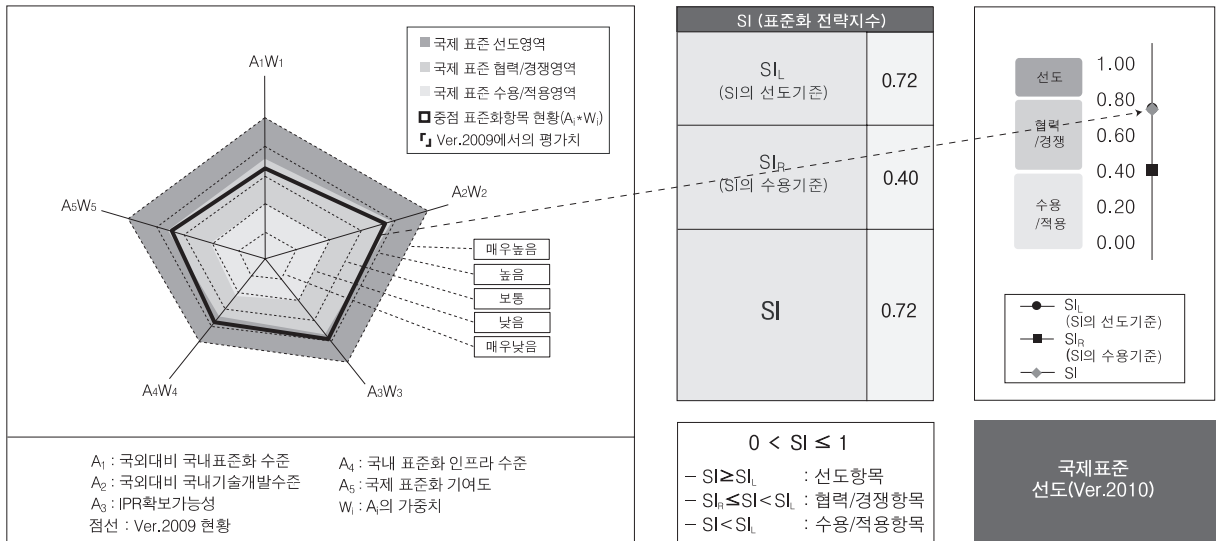 국제 표준 선도영역
국제 표준 협력/경쟁영역
국제 표준 수용/적용영역
중점 표준화항목 현황(Ai*Wi)
「」 Ver.2009에서의 평가치
A1W1
A2W2
A5W5
A4W4
A3W3
매우높음
높음
보통
낮음
매우낮음
A1 : 국외대비 국내표준화 수준
A2 : 국외대비 국내기술개발수준
A3 : IPR확보가능성
점선 : Ver.2009 현황
A4 : 국내 표준화 인프라 수준
A5 : 국제 표준화 기여도
Wi : Ai의 가중치
SI (표준화 전략지수)
SIL
(SI의 선도기준)
0.72
SIR
(SI의 수용기준)
0.40
SI
0.72
0 < SI ≤ 1
– SI≥SIL : 선도항목
– SIR≤SI<SIL : 협력/경쟁항목
– SI<SIL : 수용/적용항목
선도
협력
/경쟁
수용
/적용
1.00
0.80
0.60
0.40
0.20
0.00
SIL
(SI의 선도기준)
SIR
(SI의 수용기준)
SI
국제표준
선도(Ver.2010)